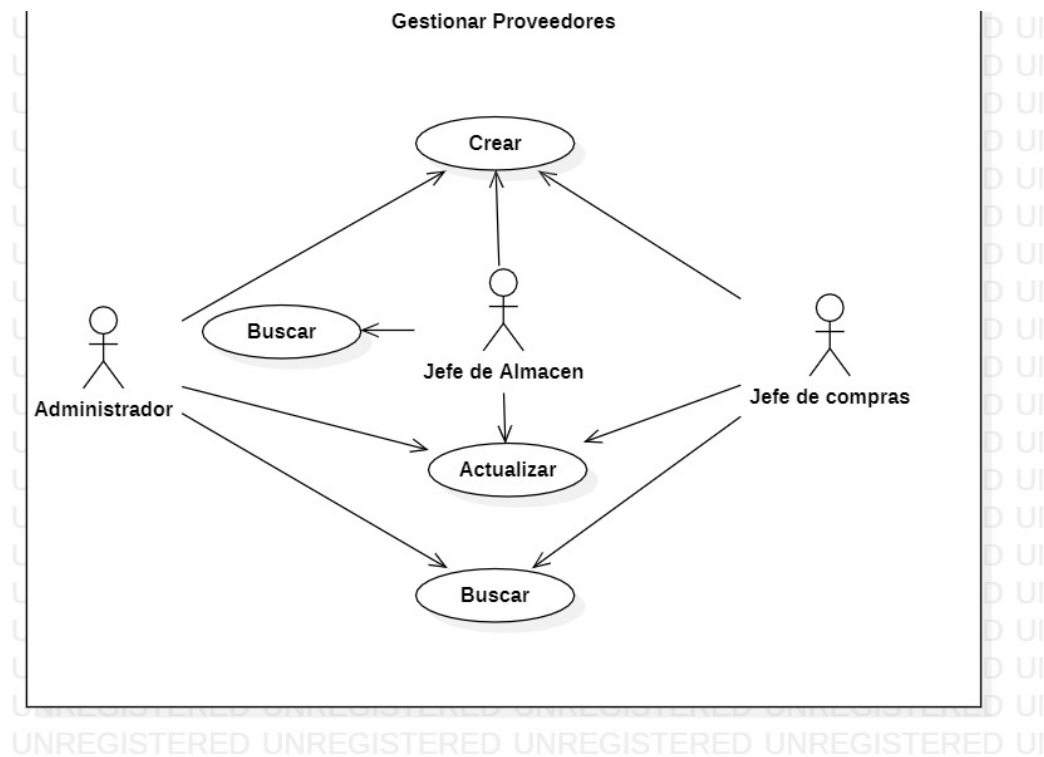 Gestionar Proveedores
Crear
Buscar
Jefe de Almacen
Administrador
Jefe de compras
Actualizar
Buscar
UNREGISTERED UNREGISTERED UNREGISTERED UNREGISTERED